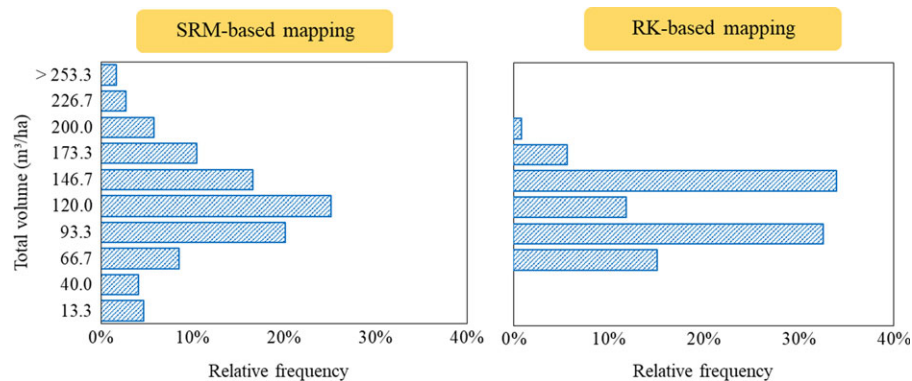 SRM-based mapping
RK-based mapping
Total volume (m³/ha)
> 253.3
226.7
200.0
173.3
146.7
120.0
93.3
66.7
40.0
13.3
0% 10% 20% 30% 40%
0% 10% 20% 30% 40%
Relative frequency
Relative frequency